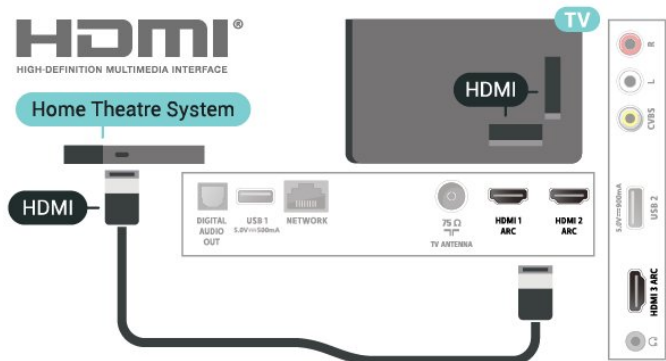 HDMI®
HIGH-DEFINITION MULTIMEDIA INTERFACE
Home Theatre System
HDMI
TV
HDMI
DIGITAL
AUDIO
OUT
USB 1
5.0V⎓500mA
NETWORK
75 Ω
TV ANTENNA
HDMI 1
ARC
HDMI 2
ARC
R
L
CVBS
5.0V⎓900mA
USB 2
HDMI 3 ARC